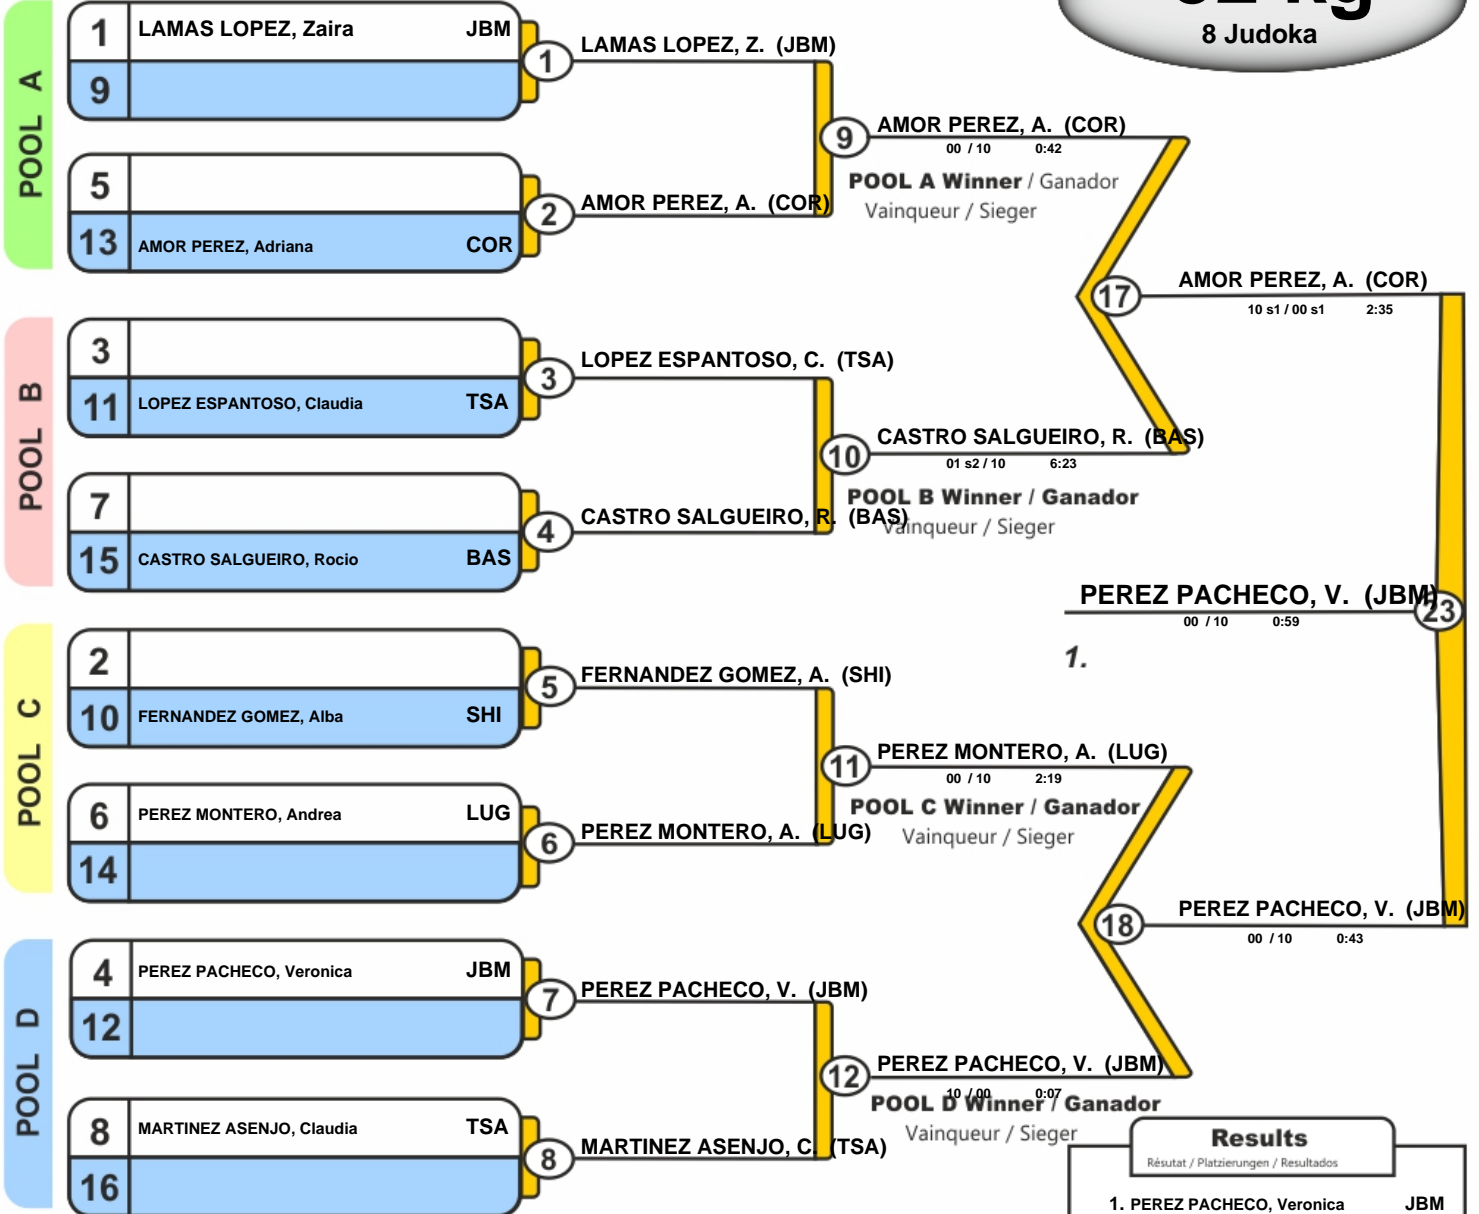 8 Judoka
POOL A
1 LAMAS LOPEZ, Zaira JBM
9
1
LAMAS LOPEZ, Z. (JBM)
5
13 AMOR PEREZ, Adriana COR
2
AMOR PEREZ, A. (COR)
9
AMOR PEREZ, A. (COR)
00 / 10 0:42
POOL A Winner / Ganador
Vainqueur / Sieger
POOL B
3
11 LOPEZ ESPANTOSO, Claudia TSA
3
LOPEZ ESPANTOSO, C. (TSA)
7
15 CASTRO SALGUEIRO, Rocio BAS
4
CASTRO SALGUEIRO, R. (BAS)
10
CASTRO SALGUEIRO, R. (BAS)
01 s2 / 10 6:23
POOL B Winner / Ganador
Vainqueur / Sieger
17
AMOR PEREZ, A. (COR)
10 s1 / 00 s1 2:35
PEREZ PACHECO, V. (JBM)
23
00 / 10 0:59
1.
POOL C
2
10 FERNANDEZ GOMEZ, Alba SHI
5
FERNANDEZ GOMEZ, A. (SHI)
6 PEREZ MONTERO, Andrea LUG
14
6
PEREZ MONTERO, A. (LUG)
11
PEREZ MONTERO, A. (LUG)
00 / 10 2:19
POOL C Winner / Ganador
Vainqueur / Sieger
POOL D
4 PEREZ PACHECO, Veronica JBM
12
7
PEREZ PACHECO, V. (JBM)
8 MARTINEZ ASENJO, Claudia TSA
16
8
MARTINEZ ASENJO, C. (TSA)
12
PEREZ PACHECO, V. (JBM)
10 / 00 0:07
POOL D Winner / Ganador
Vainqueur / Sieger
18
PEREZ PACHECO, V. (JBM)
00 / 10 0:43
Results
Résutat / Platzierungen / Resultados
1. PEREZ PACHECO, Veronica JBM